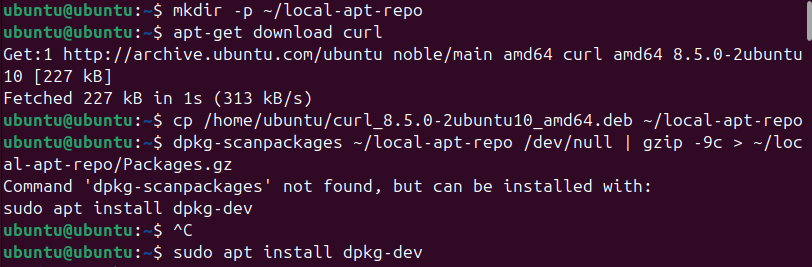 ubuntu@ubuntu:~$ mkdir -p ~/local-apt-repo
ubuntu@ubuntu:~$ apt-get download curl
Get:1 http://archive.ubuntu.com/ubuntu noble/main amd64 curl amd64 8.5.0-2ubuntu
10 [227 kB]
Fetched 227 kB in 1s (313 kB/s)
ubuntu@ubuntu:~$ cp /home/ubuntu/curl_8.5.0-2ubuntu10_amd64.deb ~/local-apt-repo
ubuntu@ubuntu:~$ dpkg-scanpackages ~/local-apt-repo /dev/null | gzip -9c > ~/loc
al-apt-repo/Packages.gz
Command 'dpkg-scanpackages' not found, but can be installed with:
sudo apt install dpkg-dev
ubuntu@ubuntu:~$ ^C
ubuntu@ubuntu:~$ sudo apt install dpkg-dev